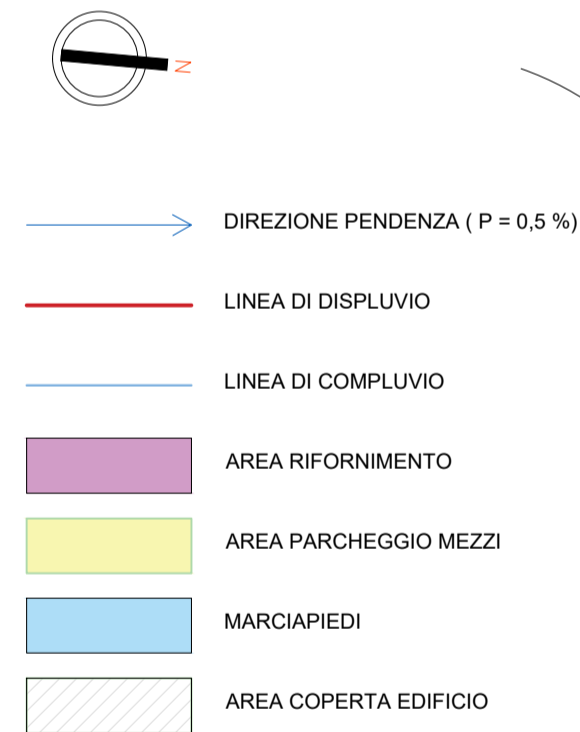 N
DIREZIONE PENDENZA ( P = 0,5 %)
LINEA DI DISPLUVIO
LINEA DI COMPLUVIO
AREA RIFORNIMENTO
AREA PARCHEGGIO MEZZI
MARCIAPIEDI
AREA COPERTA EDIFICIO